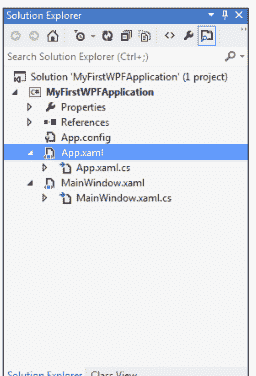 Solution Explorer
Search Solution Explorer (Ctrl+;)
Solution 'MyFirstWPFApplication' (1 project)
C# MyFirstWPFApplication
Properties
References
App.config
App.xaml
App.xaml.cs
MainWindow.xaml
MainWindow.xaml.cs
Solution Explorer Class View